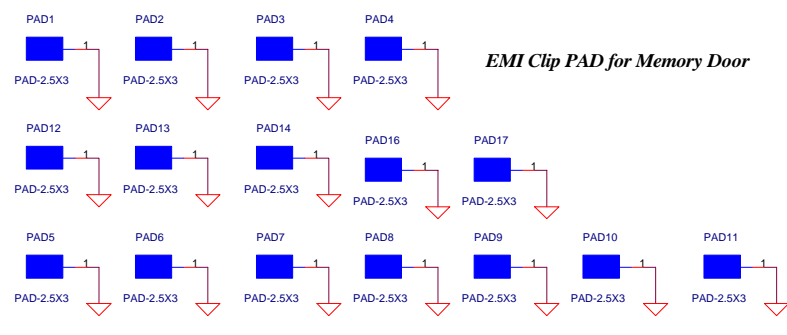 PAD1 PAD2 PAD3 PAD4
1 1 1 1
EMI Clip PAD for Memory Door
PAD-2.5X3 PAD-2.5X3 PAD-2.5X3 PAD-2.5X3
PAD12 PAD13 PAD14
PAD16 PAD17
1 1 1 1 1
PAD-2.5X3 PAD-2.5X3 PAD-2.5X3
PAD-2.5X3 PAD-2.5X3
PAD5 PAD6 PAD7 PAD8 PAD9 PAD10 PAD11
1 1 1 1 1 1 1
PAD-2.5X3 PAD-2.5X3 PAD-2.5X3 PAD-2.5X3 PAD-2.5X3 PAD-2.5X3 PAD-2.5X3